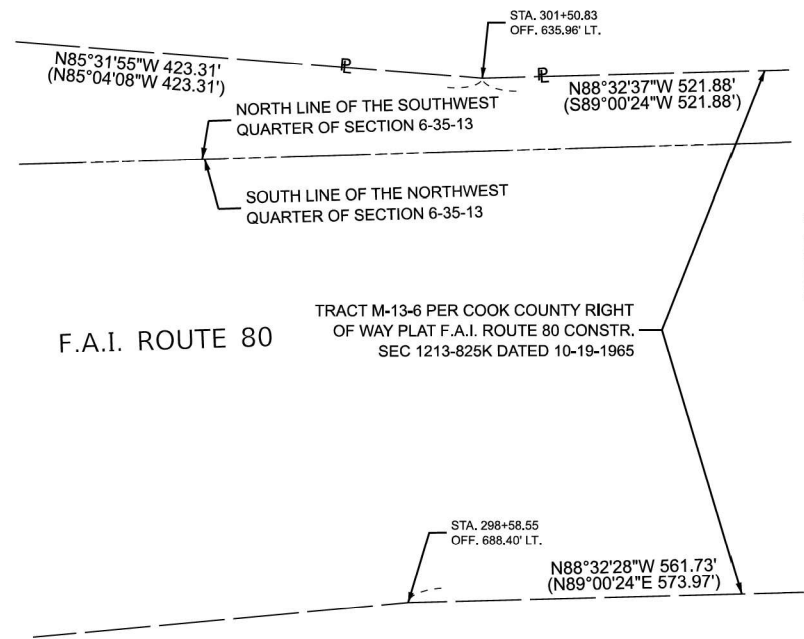 STA. 301+50.83
OFF. 635.96' LT.
N85°31'55"W 423.31'
(N85°04'08"W 423.31')
PL
PL
N88°32'37"W 521.88'
(S89°00'24"W 521.88')
NORTH LINE OF THE SOUTHWEST
QUARTER OF SECTION 6-35-13
SOUTH LINE OF THE NORTHWEST
QUARTER OF SECTION 6-35-13
TRACT M-13-6 PER COOK COUNTY RIGHT
OF WAY PLAT F.A.I. ROUTE 80 CONSTR.
SEC 1213-825K DATED 10-19-1965
F.A.I. ROUTE 80
STA. 298+58.55
OFF. 688.40' LT.
N88°32'28"W 561.73'
(N89°00'24"E 573.97')